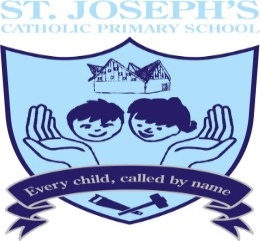 ST. JOSEPH'S
CATHOLIC PRIMARY SCHOOL
Every child, called by name